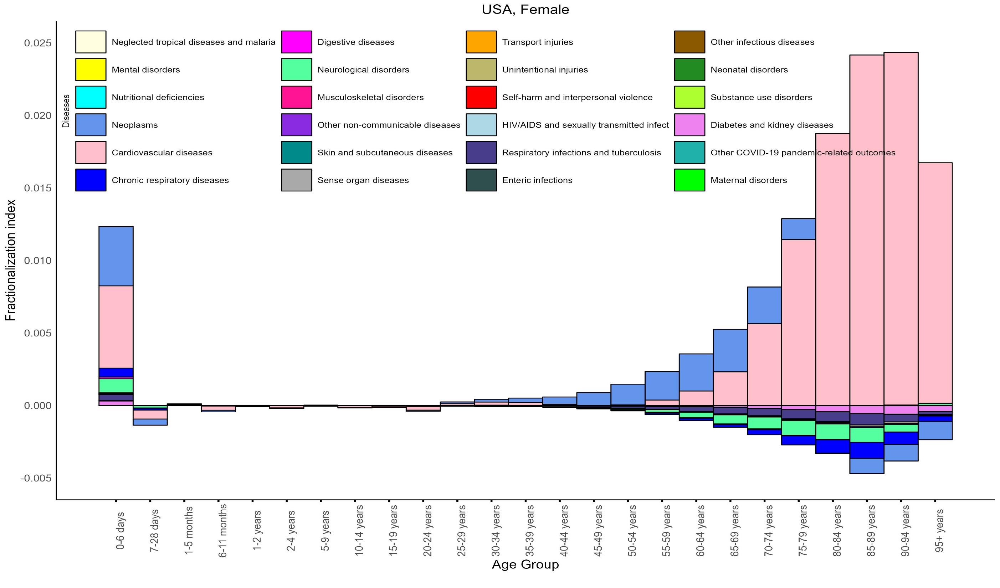 USA, Female
Neglected tropical diseases and malaria
Mental disorders
Nutritional deficiencies
Neoplasms
Cardiovascular diseases
Chronic respiratory diseases
Digestive diseases
Neurological disorders
Musculoskeletal disorders
Other non-communicable diseases
Skin and subcutaneous diseases
Sense organ diseases
Transport injuries
Unintentional injuries
Self-harm and interpersonal violence
HIV/AIDS and sexually transmitted infect
Respiratory infections and tuberculosis
Enteric infections
Other infectious diseases
Neonatal disorders
Substance use disorders
Diabetes and kidney diseases
Other COVID-19 pandemic-related outcomes
Maternal disorders
Diseases
Fractionalization index
0.025
0.020
0.015
0.010
0.005
0.000
-0.005
0-6 days
7-28 days
1-5 months
6-11 months
1-2 years
2-4 years
5-9 years
10-14 years
15-19 years
20-24 years
25-29 years
30-34 years
35-39 years
40-44 years
45-49 years
50-54 years
55-59 years
60-64 years
65-69 years
70-74 years
75-79 years
80-84 years
85-89 years
90-94 years
95+ years
Age Group